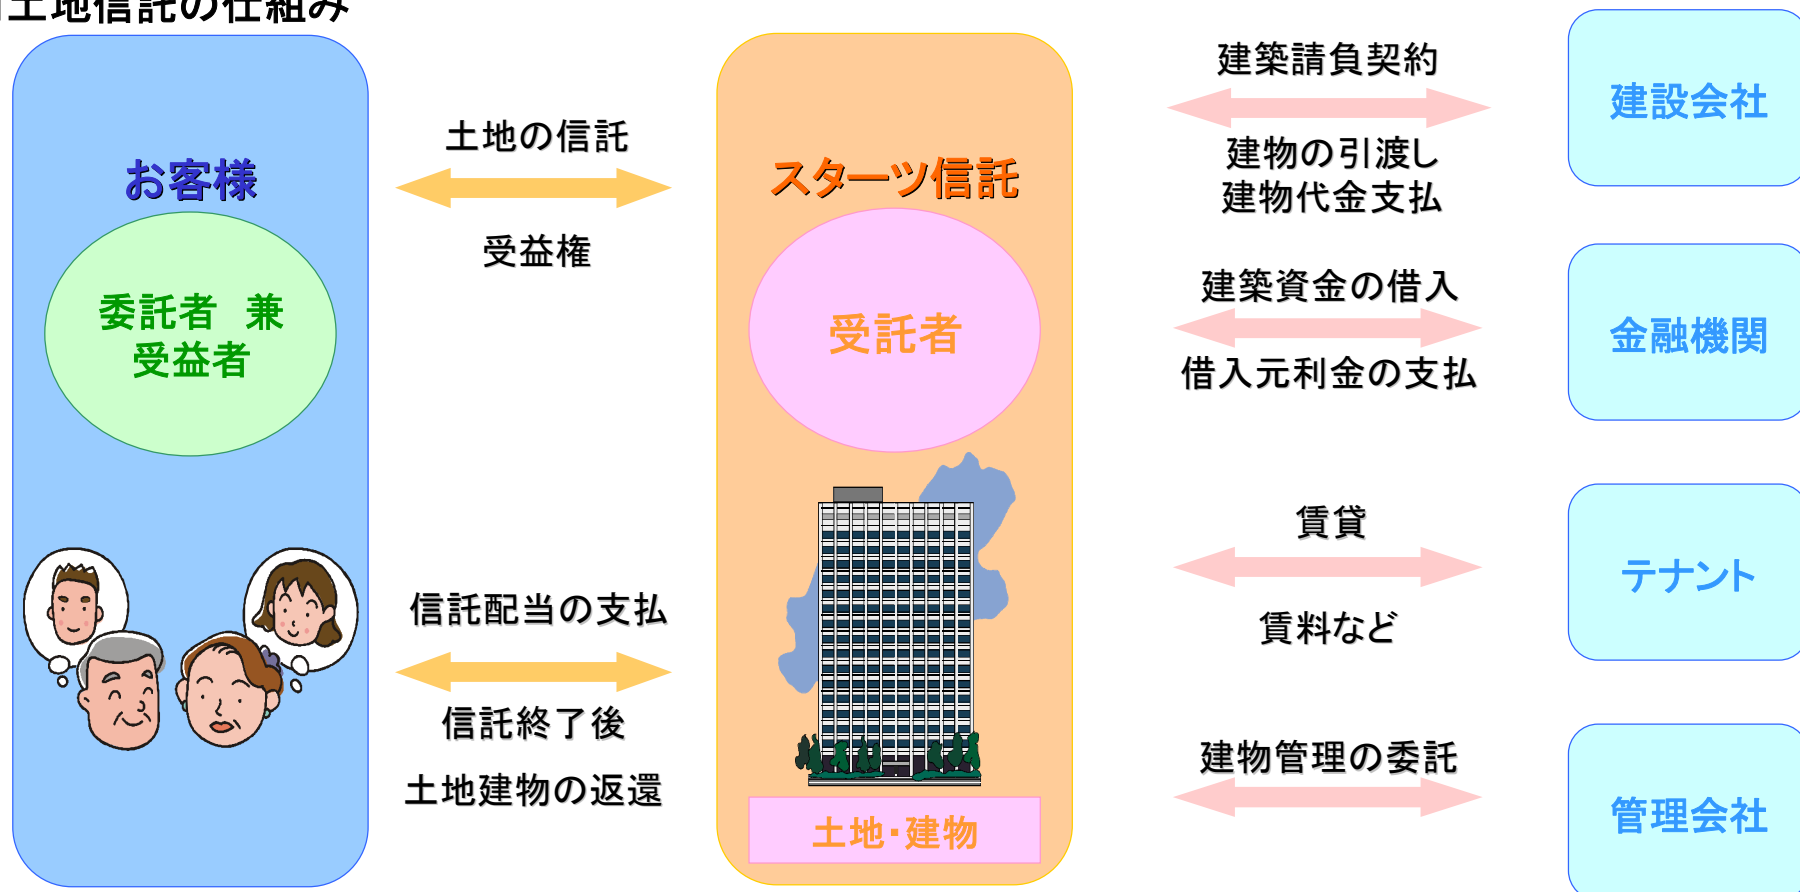 土地信託の仕組み
お客様
委託者 兼
受益者
土地の信託
受益権
信託配当の支払
信託終了後
土地建物の返還
スターツ信託
受託者
土地・建物
建築請負契約
建物の引渡し
建物代金支払
建設会社
建築資金の借入
借入元利金の支払
金融機関
賃貸
賃料など
テナント
建物管理の委託
管理会社